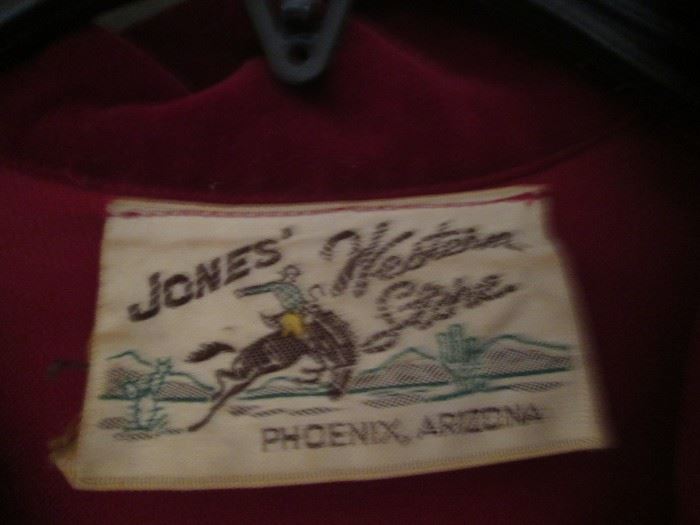 JONES' Western
Store
PHOENIX, ARIZONA